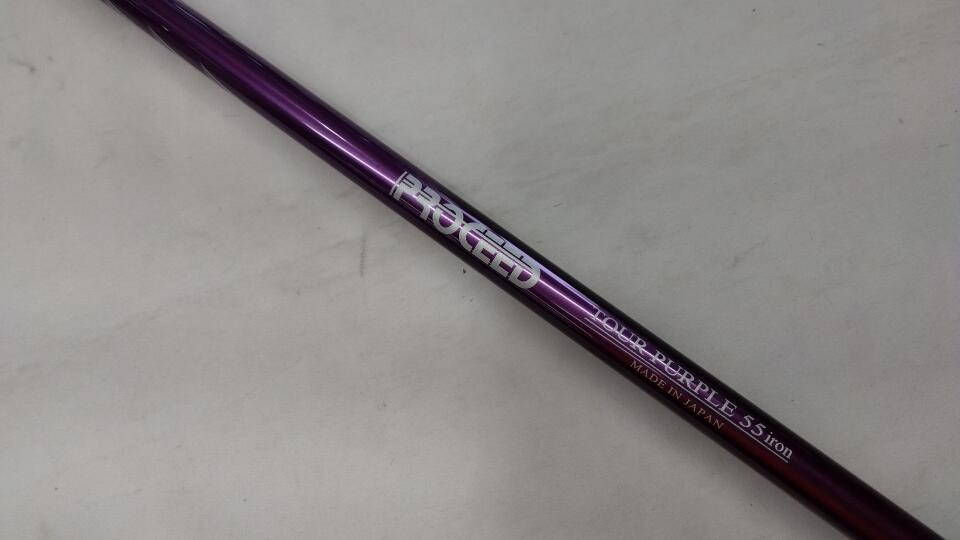 PROCEED
TOUR PURPLE 55 iron
MADE IN JAPAN